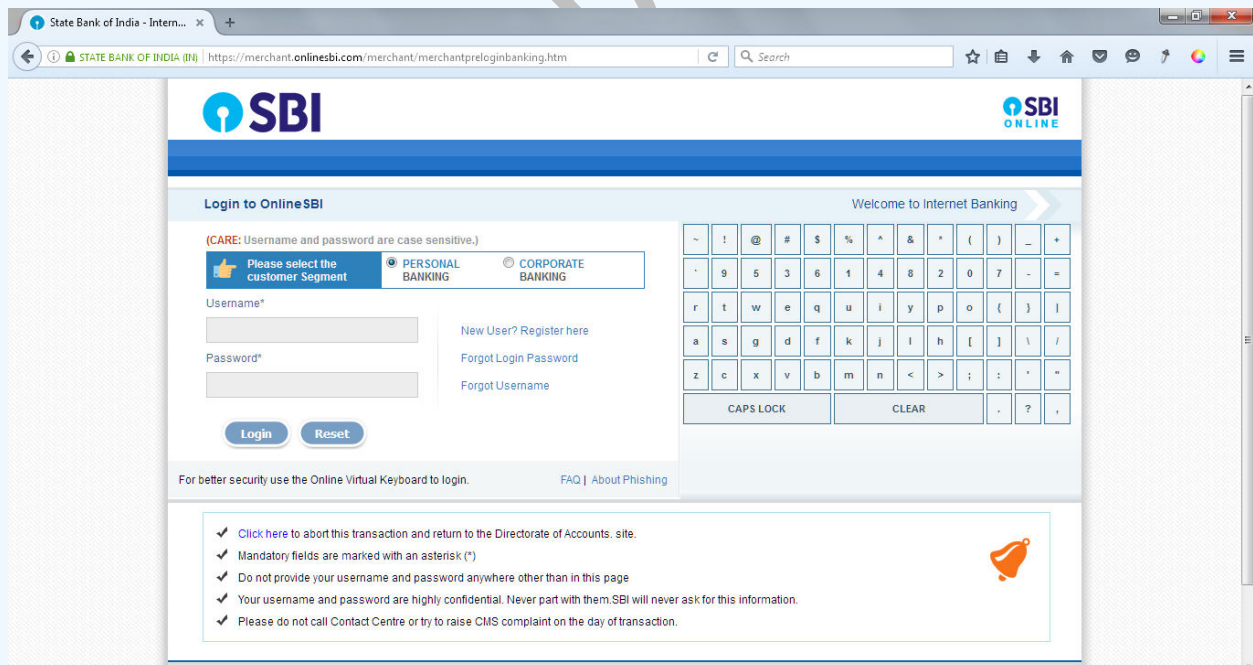 State Bank of India - Intern... × +
STATE BANK OF INDIA (IN) https://merchant.onlinesbi.com/merchant/merchantpreloginbanking.htm Search
SBI
SBI
ONLINE
Login to OnlineSBI
Welcome to Internet Banking
(CARE: Username and password are case sensitive.)
Please select the
customer Segment
PERSONAL
BANKING
CORPORATE
BANKING
Username*
New User? Register here
Password*
Forgot Login Password
Forgot Username
Login Reset
For better security use the Online Virtual Keyboard to login.
FAQ | About Phishing
~ ! @ # $ % ^ & * ( ) _ +
` 9 5 3 6 1 4 8 2 0 7 - =
r t w e q u i y p o { } |
a s g d f k j l h [ ] \ /
z c x v b m n < > ; : ' "
CAPS LOCK CLEAR . ? ,
Click here to abort this transaction and return to the Directorate of Accounts. site.
Mandatory fields are marked with an asterisk (*)
Do not provide your username and password anywhere other than in this page
Your username and password are highly confidential. Never part with them.SBI will never ask for this information.
Please do not call Contact Centre or try to raise CMS complaint on the day of transaction.